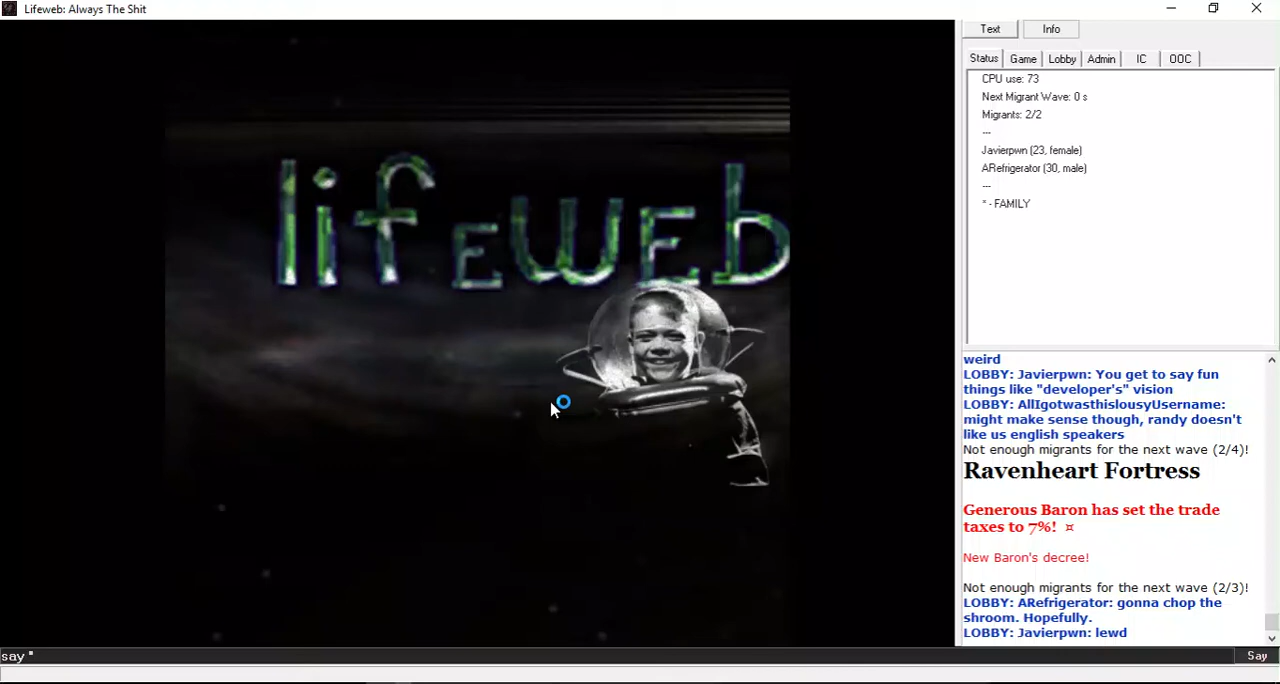 Lifeweb: Always The Shit
lifEwEb
Text Info
Status Game Lobby Admin IC OOC
CPU use: 73
Next Migrant Wave: 0 s
Migrants: 2/2
---
Javierpwn (23, female)
ARefrigerator (30, male)
---
* - FAMILY
weird
LOBBY: Javierpwn: You get to say fun
things like "developer's" vision
LOBBY: AllIgotwasthislousyUsername:
might make sense though, randy doesn't
like us english speakers
Not enough migrants for the next wave (2/4)!
Ravenheart Fortress
Generous Baron has set the trade
taxes to 7%! ¤
New Baron's decree!
Not enough migrants for the next wave (2/3)!
LOBBY: ARefrigerator: gonna chop the
shroom. Hopefully.
LOBBY: Javierpwn: lewd
say "
Say